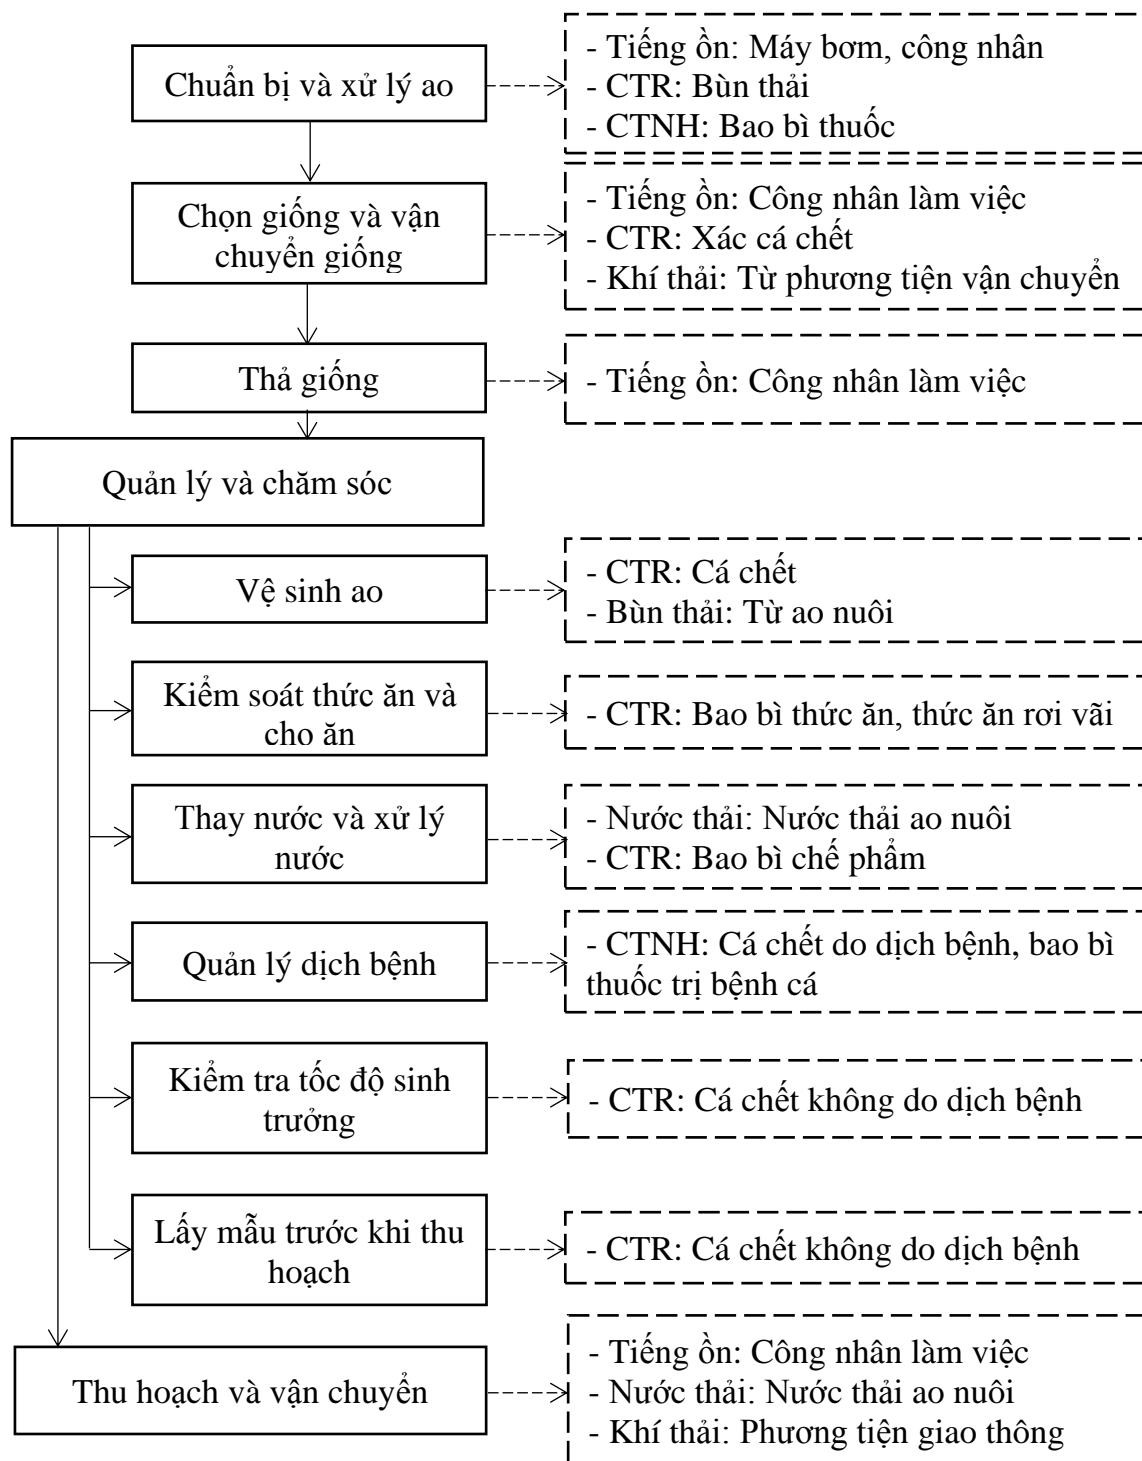 Chuẩn bị và xử lý ao
- Tiếng ồn: Máy bơm, công nhân
- CTR: Bùn thải
- CTNH: Bao bì thuốc
Chọn giống và vận
chuyển giống
- Tiếng ồn: Công nhân làm việc
- CTR: Xác cá chết
- Khí thải: Từ phương tiện vận chuyển
Thả giống
- Tiếng ồn: Công nhân làm việc
Quản lý và chăm sóc
Vệ sinh ao
- CTR: Cá chết
- Bùn thải: Từ ao nuôi
Kiểm soát thức ăn và
cho ăn
- CTR: Bao bì thức ăn, thức ăn rơi vãi
Thay nước và xử lý
nước
- Nước thải: Nước thải ao nuôi
- CTR: Bao bì chế phẩm
Quản lý dịch bệnh
- CTNH: Cá chết do dịch bệnh, bao bì
thuốc trị bệnh cá
Kiểm tra tốc độ sinh
trưởng
- CTR: Cá chết không do dịch bệnh
Lấy mẫu trước khi thu
hoạch
- CTR: Cá chết không do dịch bệnh
Thu hoạch và vận chuyển
- Tiếng ồn: Công nhân làm việc
- Nước thải: Nước thải ao nuôi
- Khí thải: Phương tiện giao thông